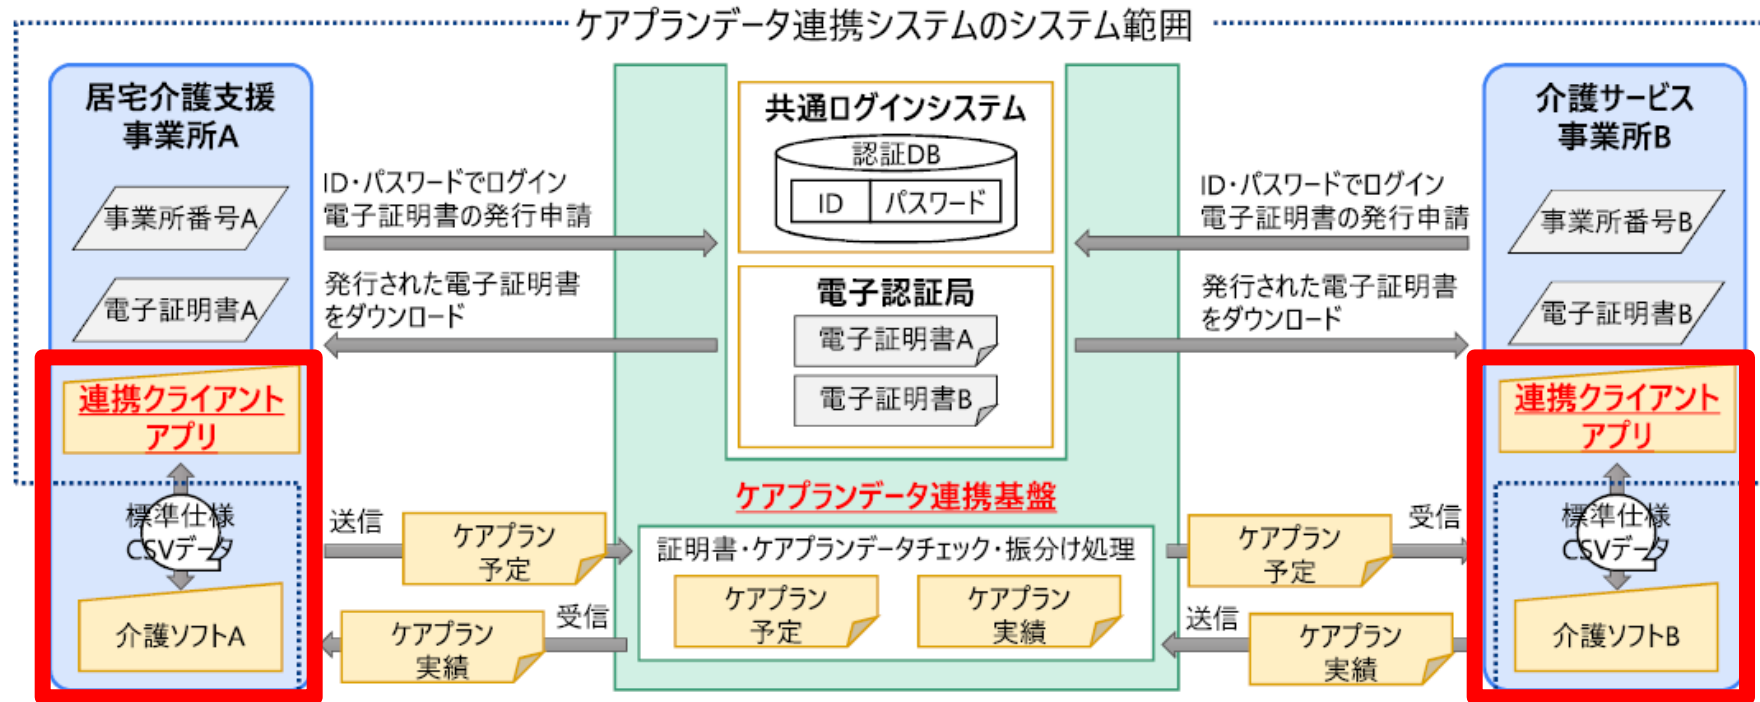 ケアプランデータ連携システムのシステム範囲
居宅介護支援
事業所A
事業所番号A
電子証明書A
連携クライアント
アプリ
標準仕様
CSVデータ
介護ソフトA
ID・パスワードでログイン
電子証明書の発行申請
発行された電子証明書
をダウンロード
送信
ケアプラン
予定
受信
ケアプラン
実績
共通ログインシステム
認証DB
ID
パスワード
電子認証局
電子証明書A
電子証明書B
ケアプランデータ連携基盤
証明書・ケアプランデータチェック・振分け処理
ケアプラン
予定
ケアプラン
実績
ID・パスワードでログイン
電子証明書の発行申請
発行された電子証明書
をダウンロード
ケアプラン
予定
受信
送信
ケアプラン
実績
介護サービス
事業所B
事業所番号B
電子証明書B
連携クライアント
アプリ
標準仕様
CSVデータ
介護ソフトB